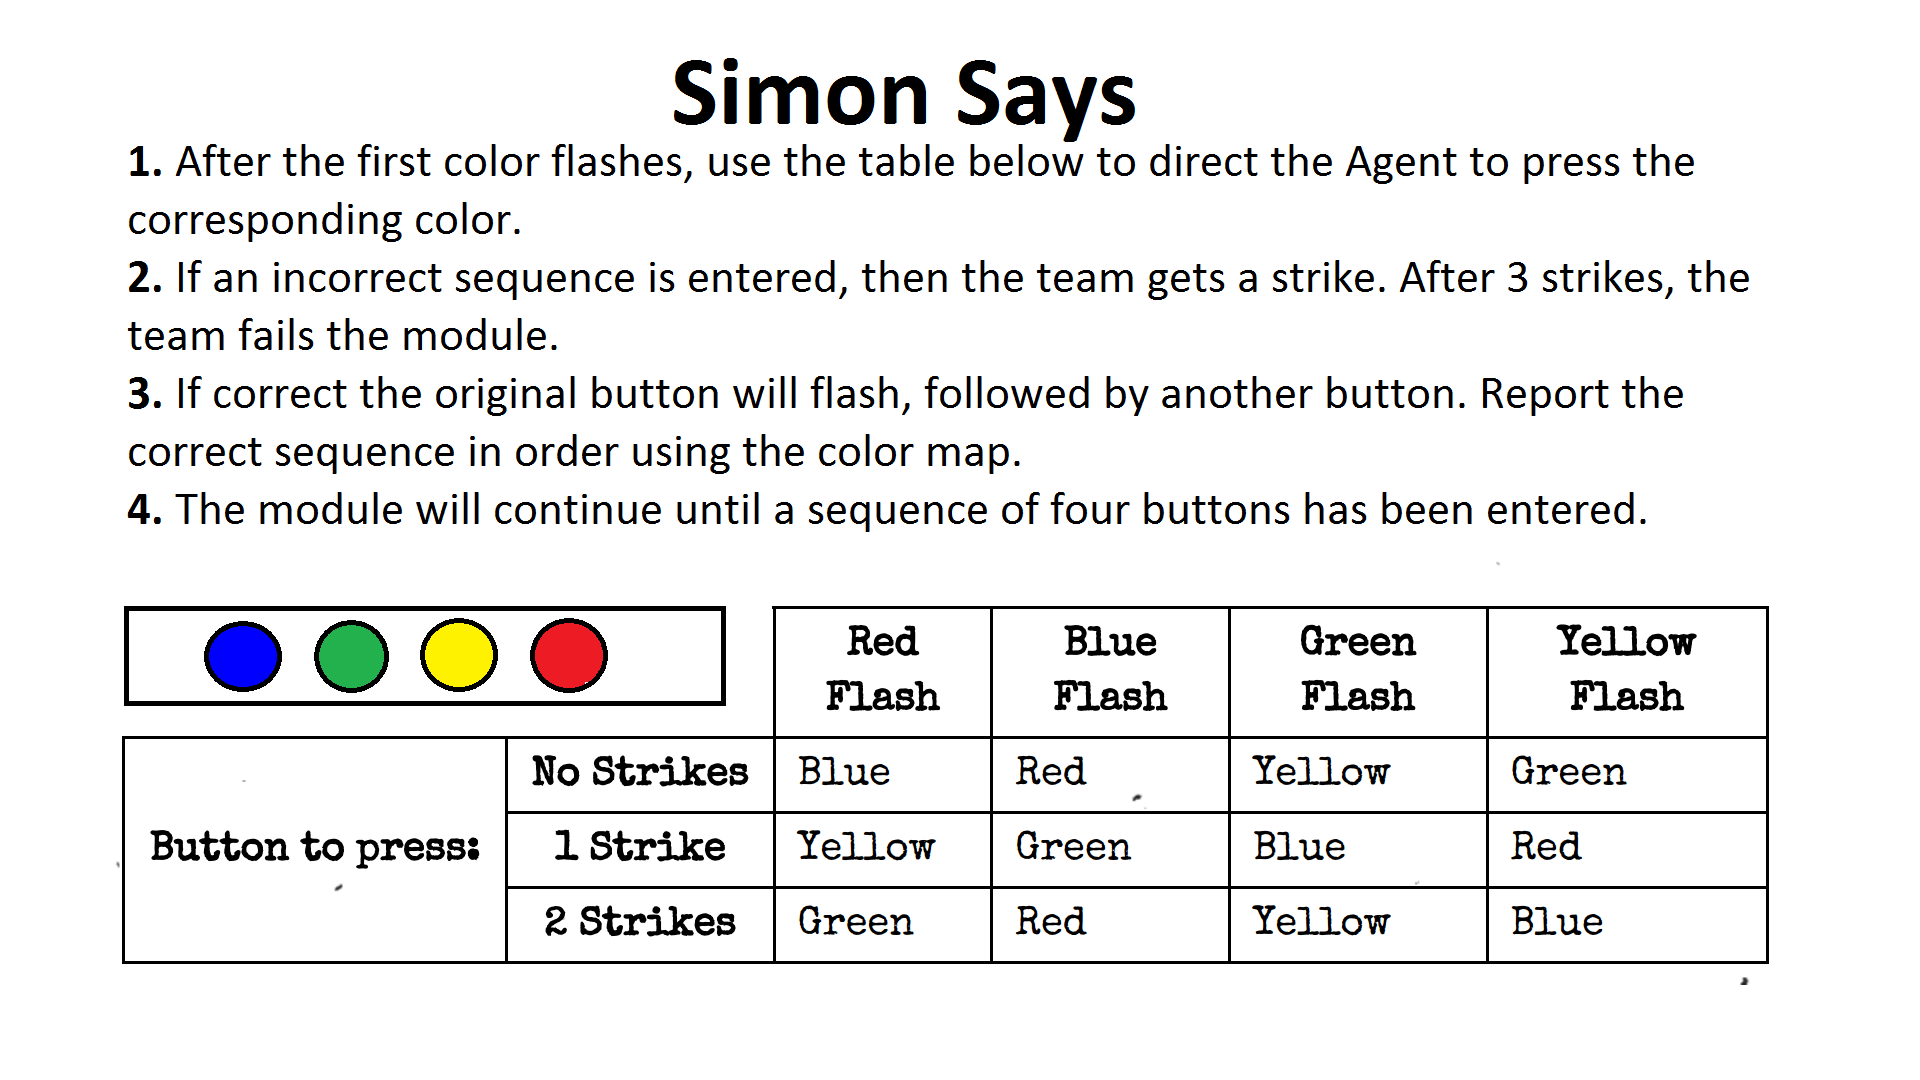 Simon Says
1. After the first color flashes, use the table below to direct the Agent to press the
corresponding color.
2. If an incorrect sequence is entered, then the team gets a strike. After 3 strikes, the
team fails the module.
3. If correct the original button will flash, followed by another button. Report the
correct sequence in order using the color map.
4. The module will continue until a sequence of four buttons has been entered.
Red Flash Blue Flash Green Flash Yellow Flash
Button to press:
No Strikes Blue Red Yellow Green
1 Strike Yellow Green Blue Red
2 Strikes Green Red Yellow Blue